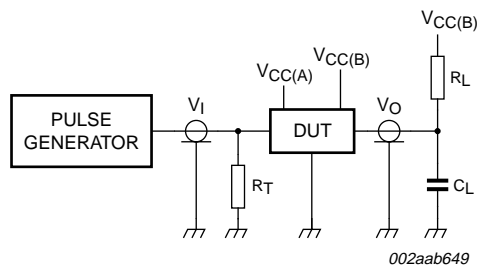 VCC(B)
VCC(B)
VCC(A)
RL
VI
VO
PULSE
GENERATOR
DUT
RT
CL
002aab649